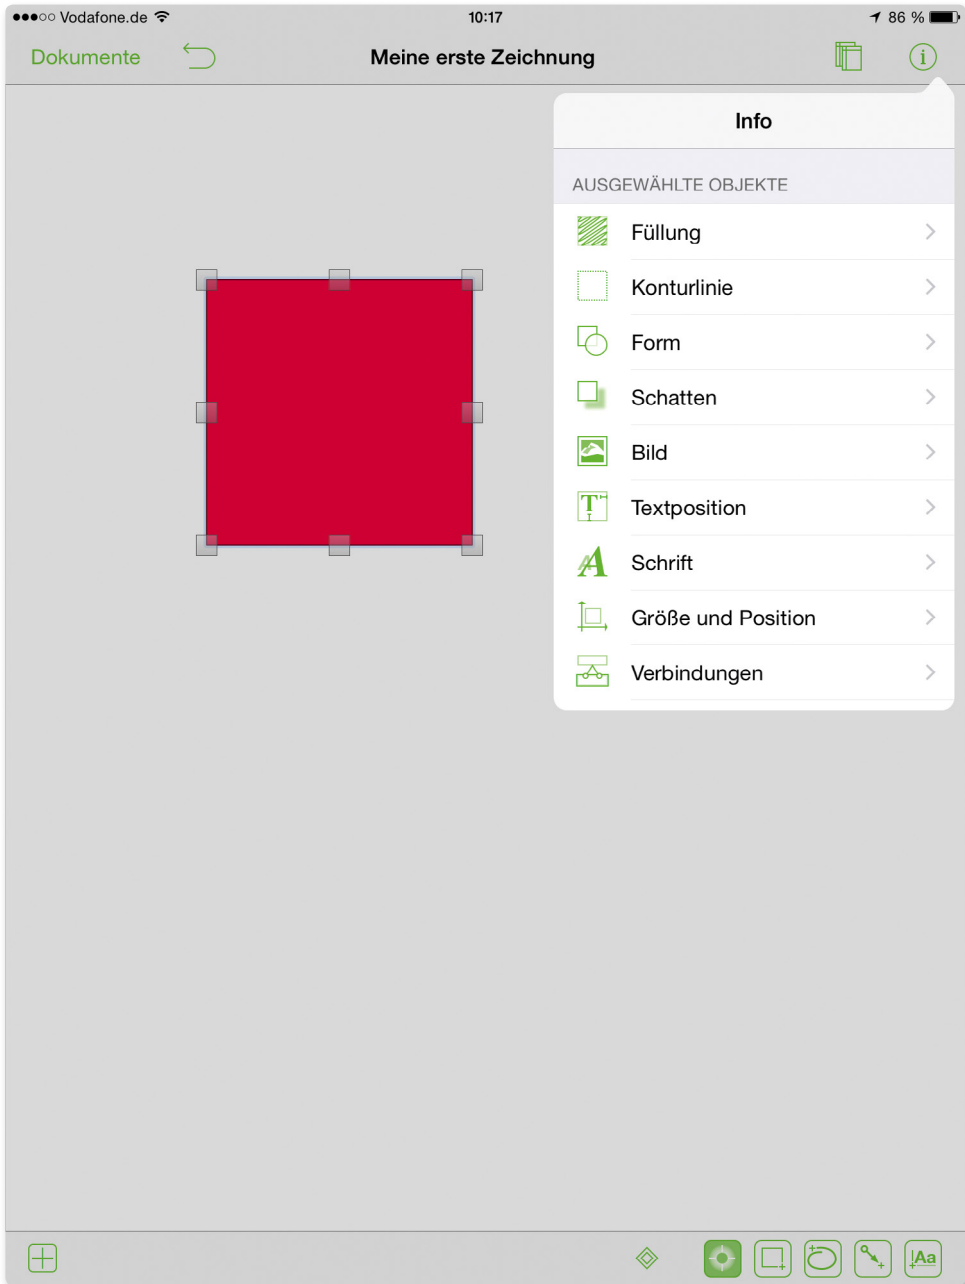 Vodafone.de 10:17 86 %
Dokumente Meine erste Zeichnung
Info
AUSGEWÄHLTE OBJEKTE
Füllung
Konturlinie
Form
Schatten
Bild
Textposition
Schrift
Größe und Position
Verbindungen
Aa